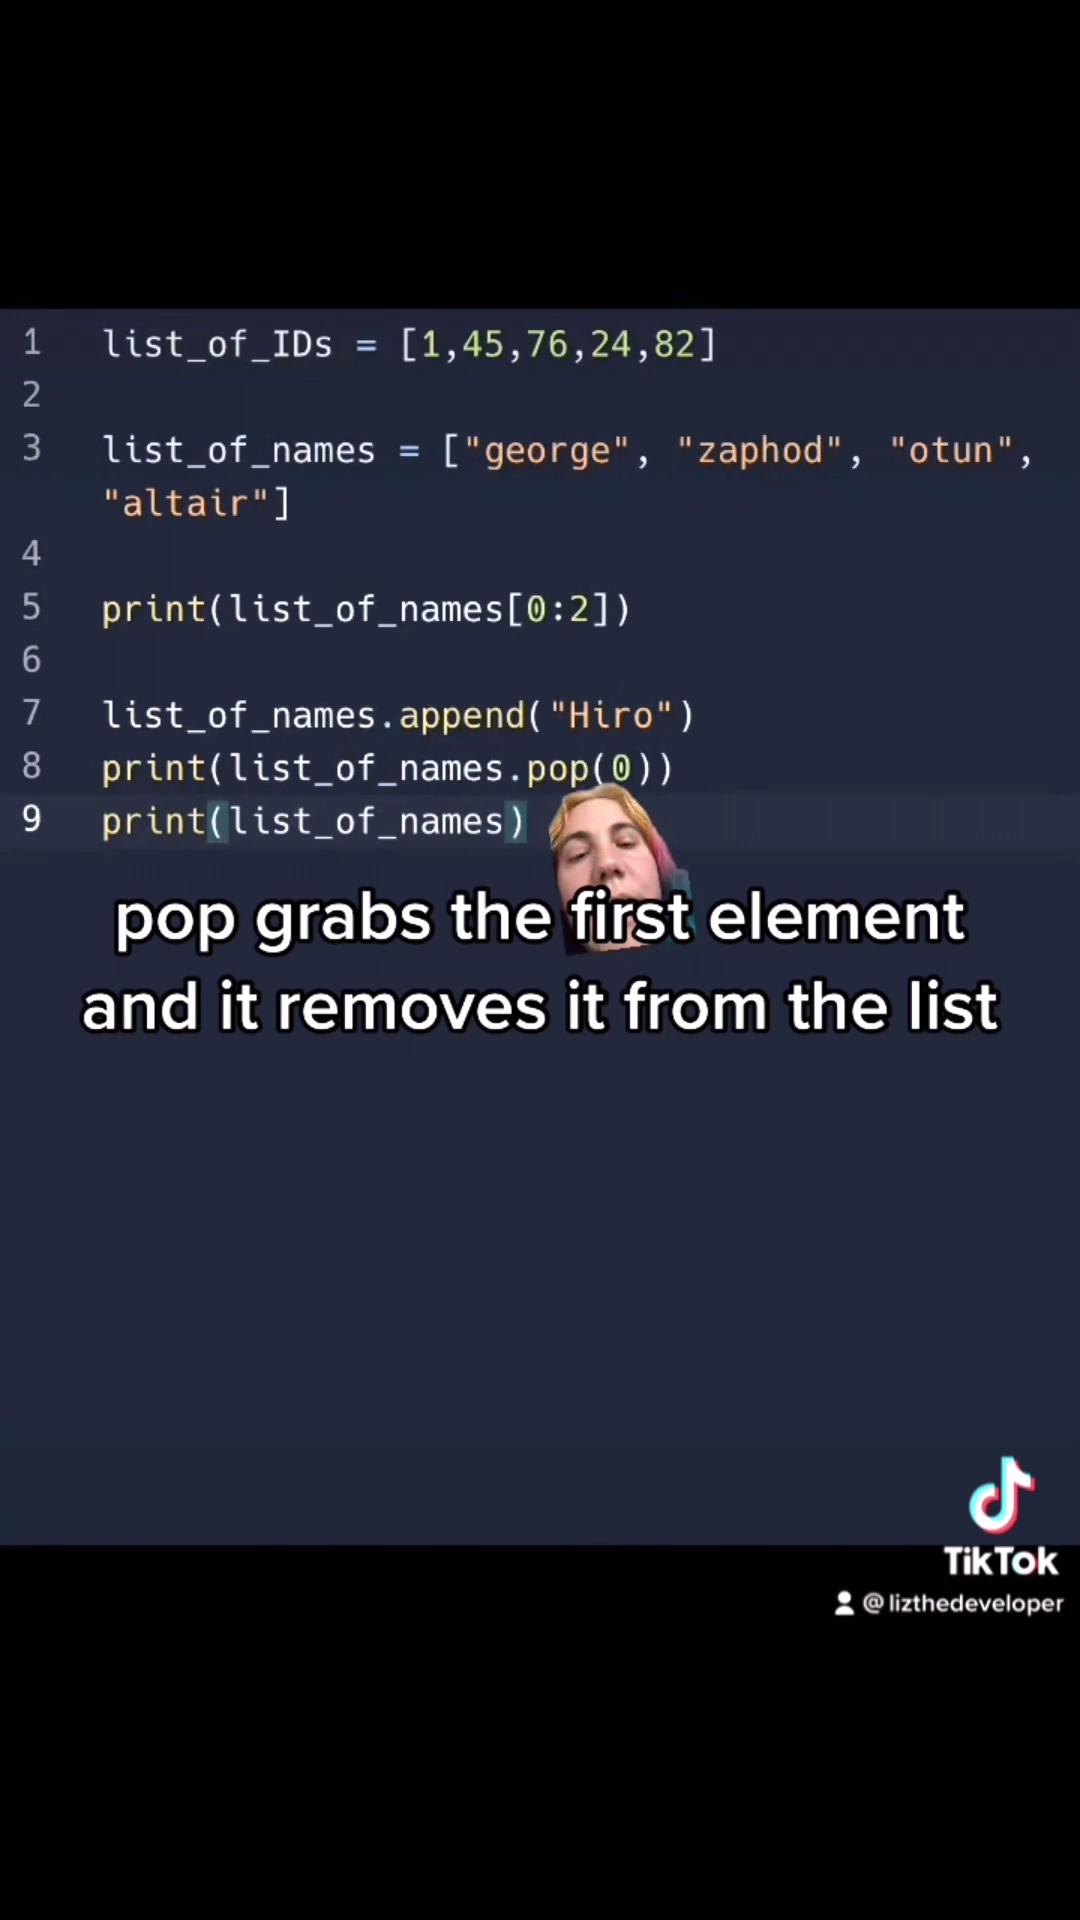 1 list_of_IDs = [1,45,76,24,82]
2
3 list_of_names = ["george", "zaphod", "otun",
"altair"]
4
5 print(list_of_names[0:2])
6
7 list_of_names.append("Hiro")
8 print(list_of_names.pop(0))
9 print(list_of_names)
pop grabs the first element
and it removes it from the list
TikTok
@lizthedeveloper